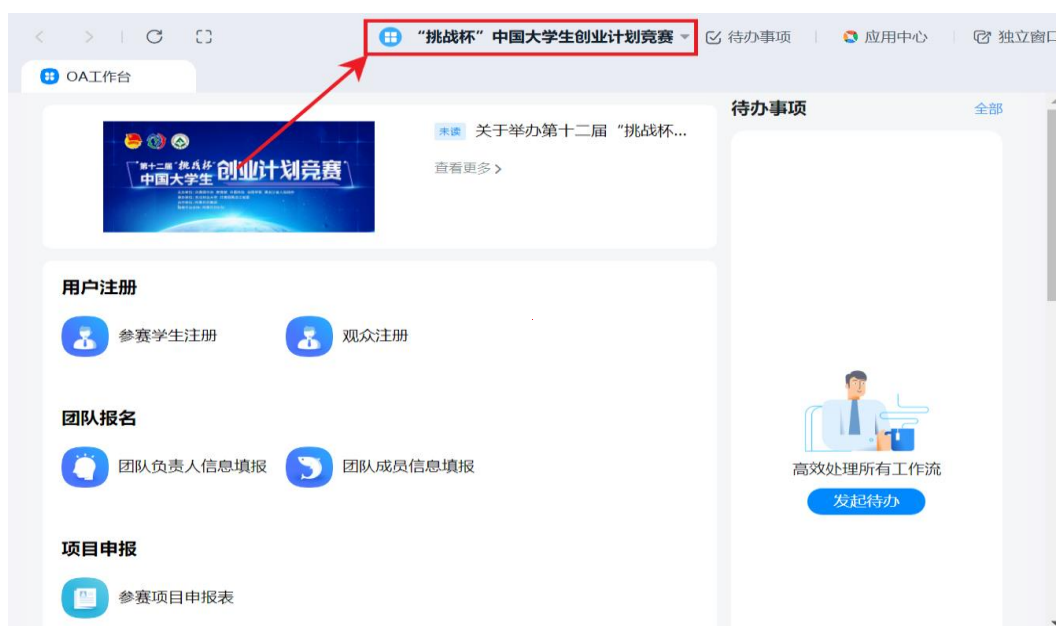 “挑战杯”中国大学生创业计划竞赛
待办事项
应用中心
独立窗口
OA工作台
第十二届“挑战杯”
中国大学生创业计划竞赛
未读 关于举办第十二届“挑战杯...
查看更多>
待办事项
全部
用户注册
参赛学生注册
观众注册
团队报名
团队负责人信息填报
团队成员信息填报
项目申报
参赛项目申报表
高效处理所有工作流
发起待办